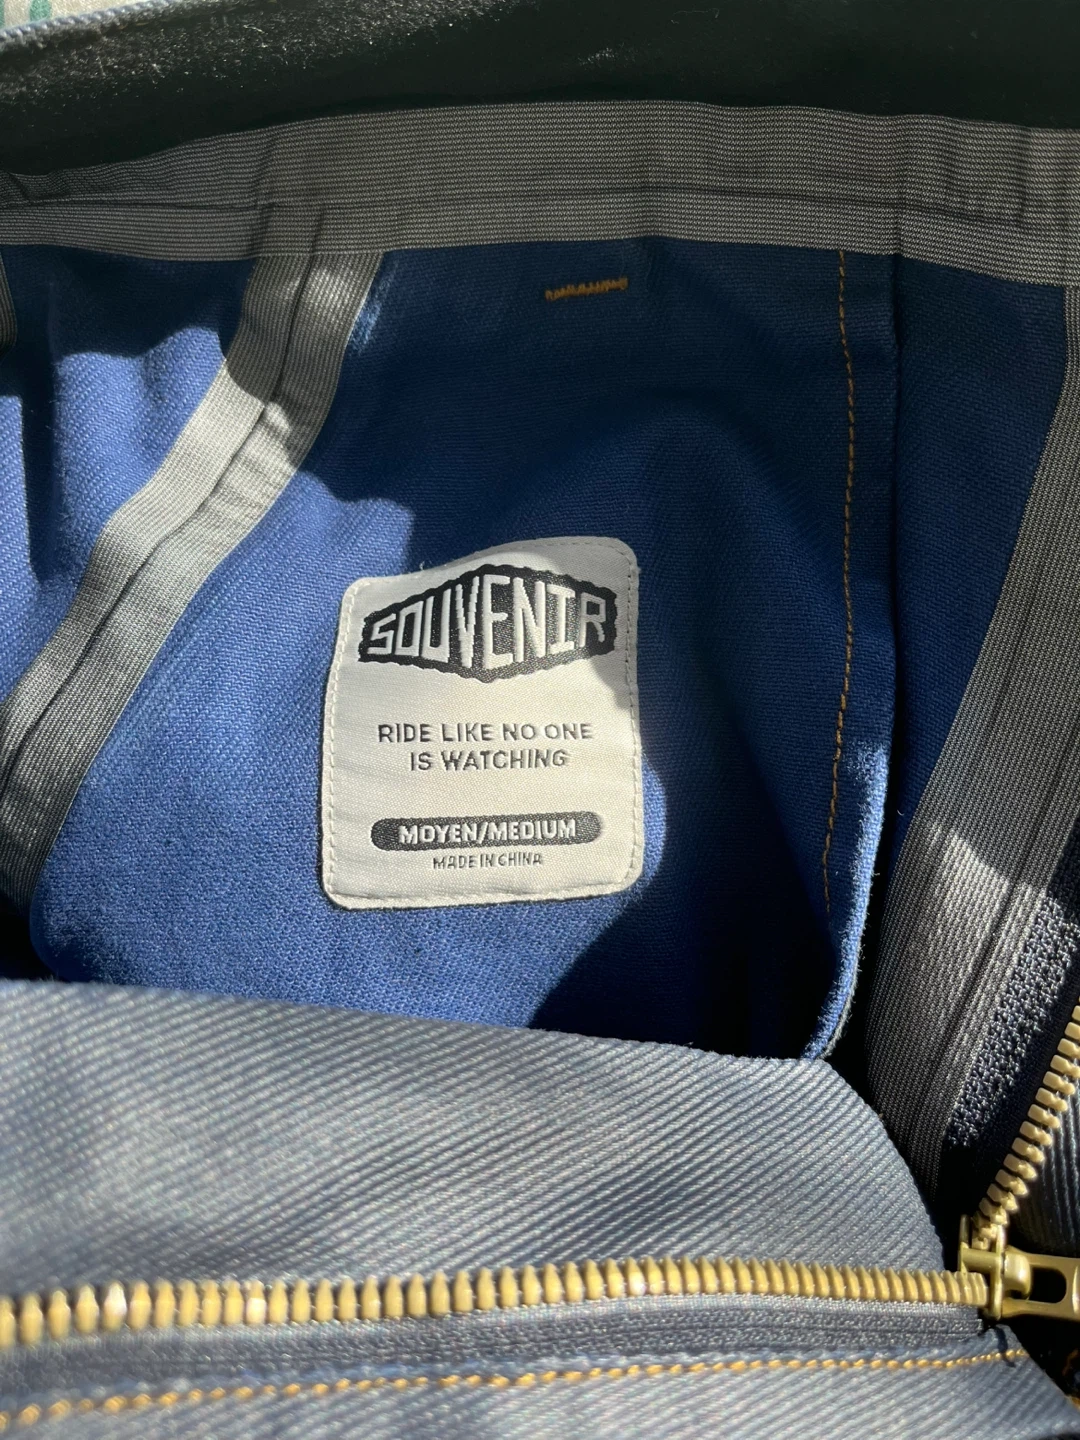 SOUVENIR
RIDE LIKE NO ONE
IS WATCHING
MOYEN/MEDIUM
MADE IN CHINA